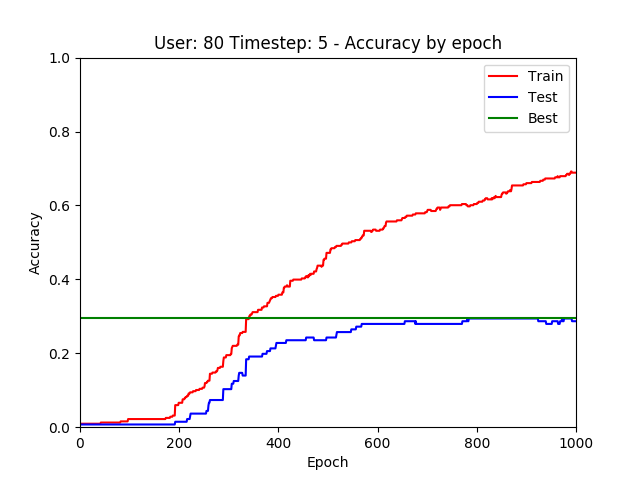 User: 80 Timestep: 5 - Accuracy by epoch
Train
Test
Best
1.0
0.8
0.6
0.4
0.2
0.0
Accuracy
0 200 400 600 800 1000
Epoch